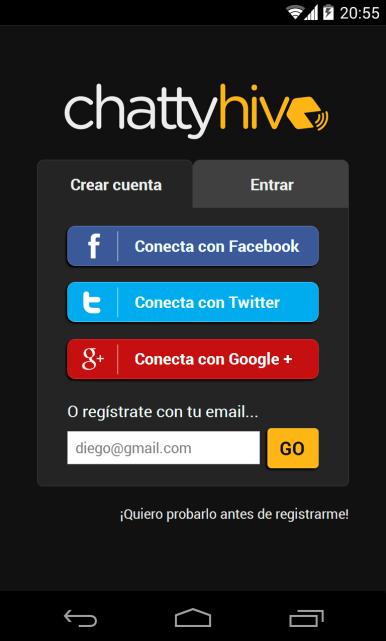 20:55
chattyhive
Crear cuenta
Entrar
f
Conecta con Facebook
t
Conecta con Twitter
g+
Conecta con Google +
O regístrate con tu email...
diego@gmail.com
GO
¡Quiero probarlo antes de registrarme!